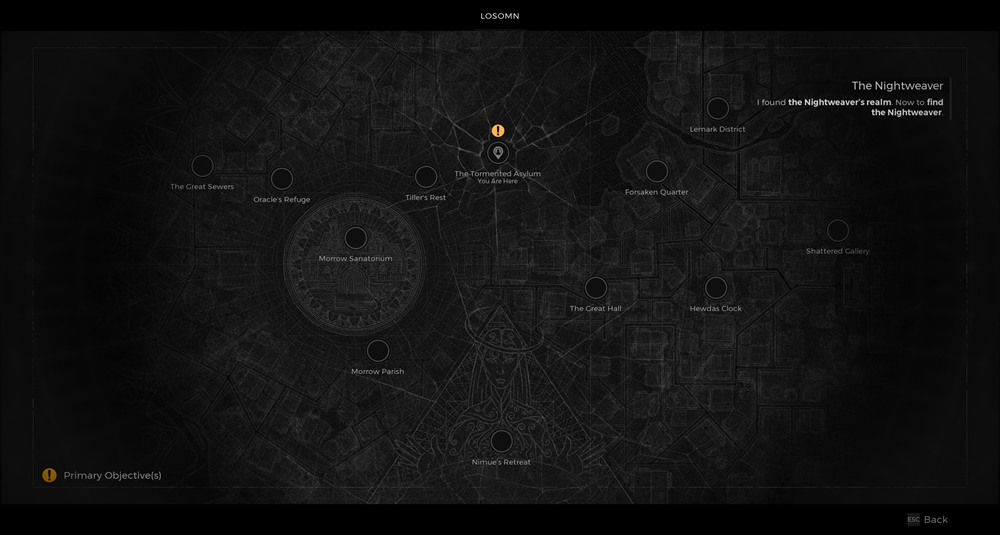 LOSOMN
The Nightweaver
I found the Nightweaver's realm. Now to find
the Nightweaver.
Lemark District
The Tormented Asylum
You Are Here
The Great Sewers
Oracle's Refuge
Tiller's Rest
Forsaken Quarter
Shattered Gallery
Morrow Sanatorium
The Great Hall
Hewdas Clock
Morrow Parish
Nimue's Retreat
Primary Objective(s)
ESC Back